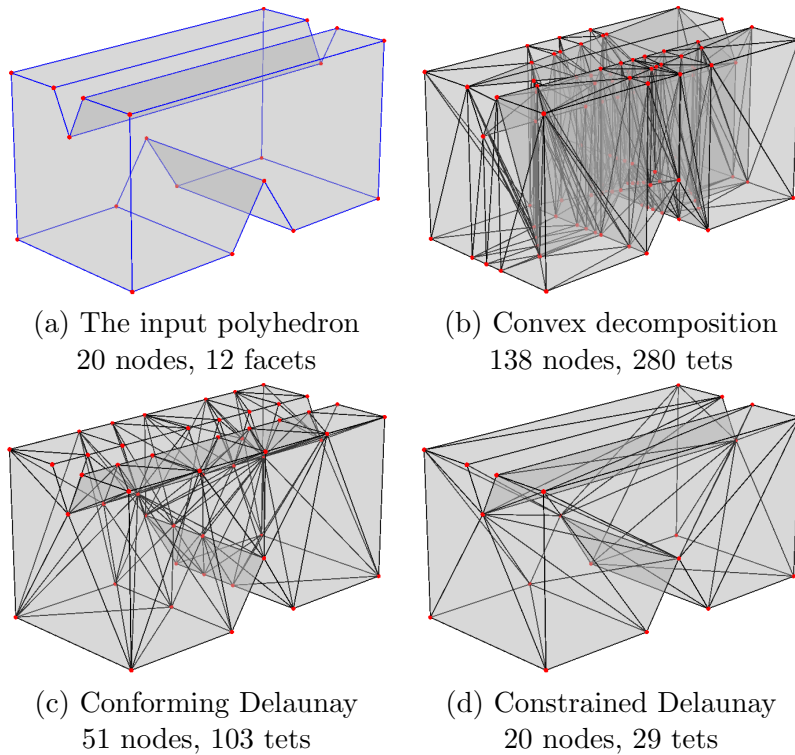 (a) The input polyhedron
20 nodes, 12 facets
(b) Convex decomposition
138 nodes, 280 tets
(c) Conforming Delaunay
51 nodes, 103 tets
(d) Constrained Delaunay
20 nodes, 29 tets